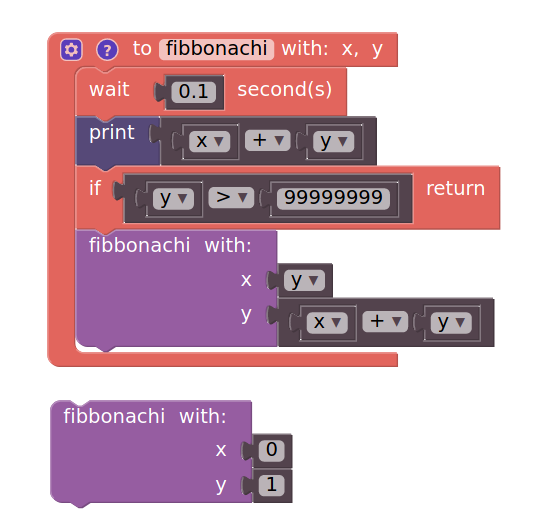 ? to fibbonachi with: x, y
wait 0.1 second(s)
print x + y
if y > 99999999 return
fibbonachi with:
x y
y x + y
fibbonachi with:
x 0
y 1